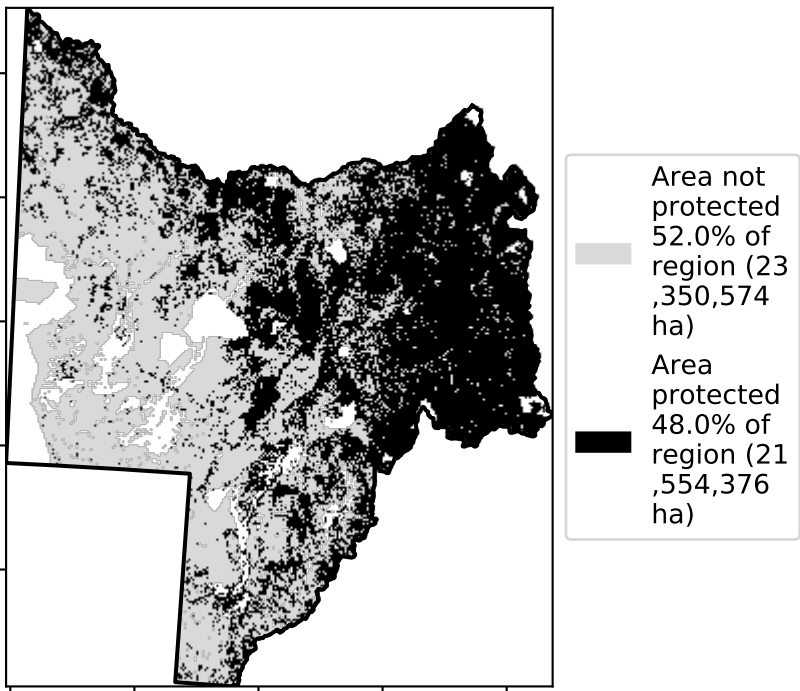 Area not
protected
52.0% of
region (23
,350,574
ha)
Area
protected
48.0% of
region (21
,554,376
ha)